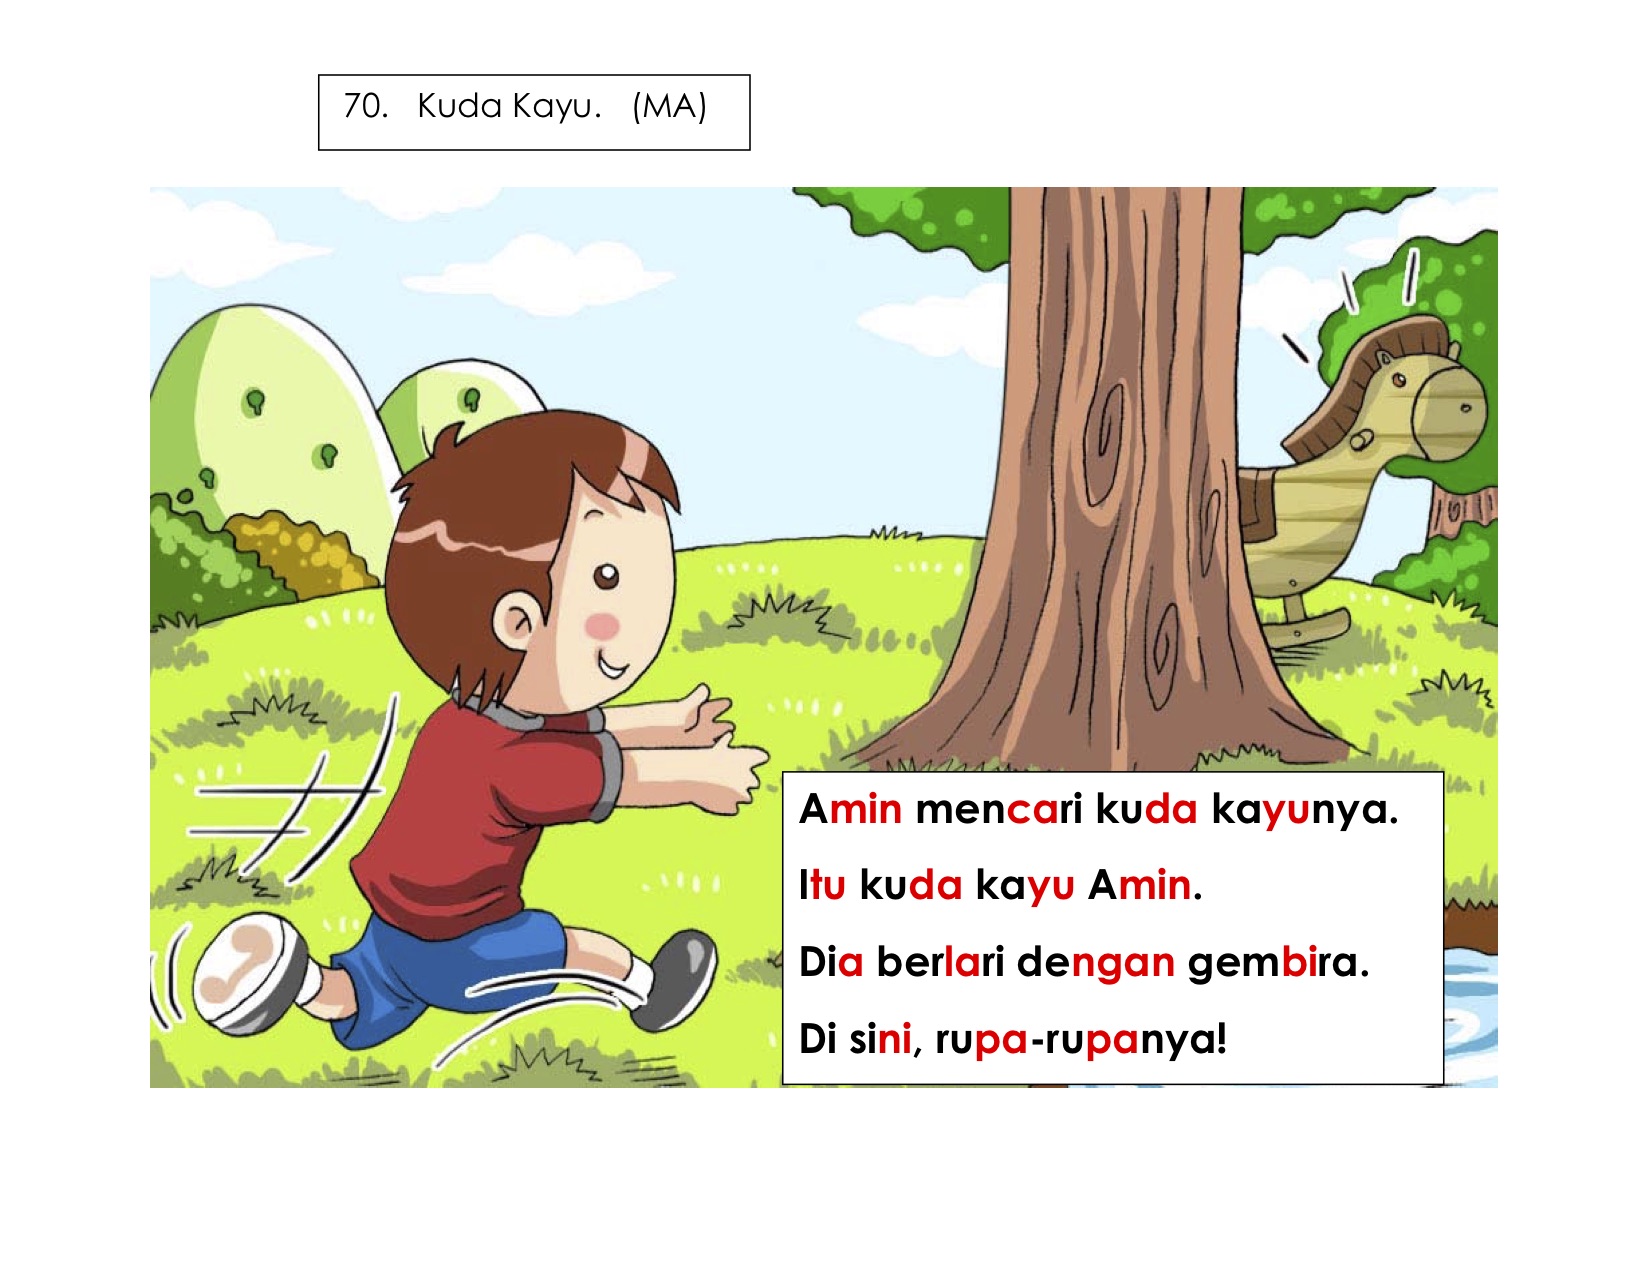 70. Kuda Kayu. (MA)
Amin mencari kuda kayunya.
Itu kuda kayu Amin.
Dia berlari dengan gembira.
Di sini, rupa-rupanya!